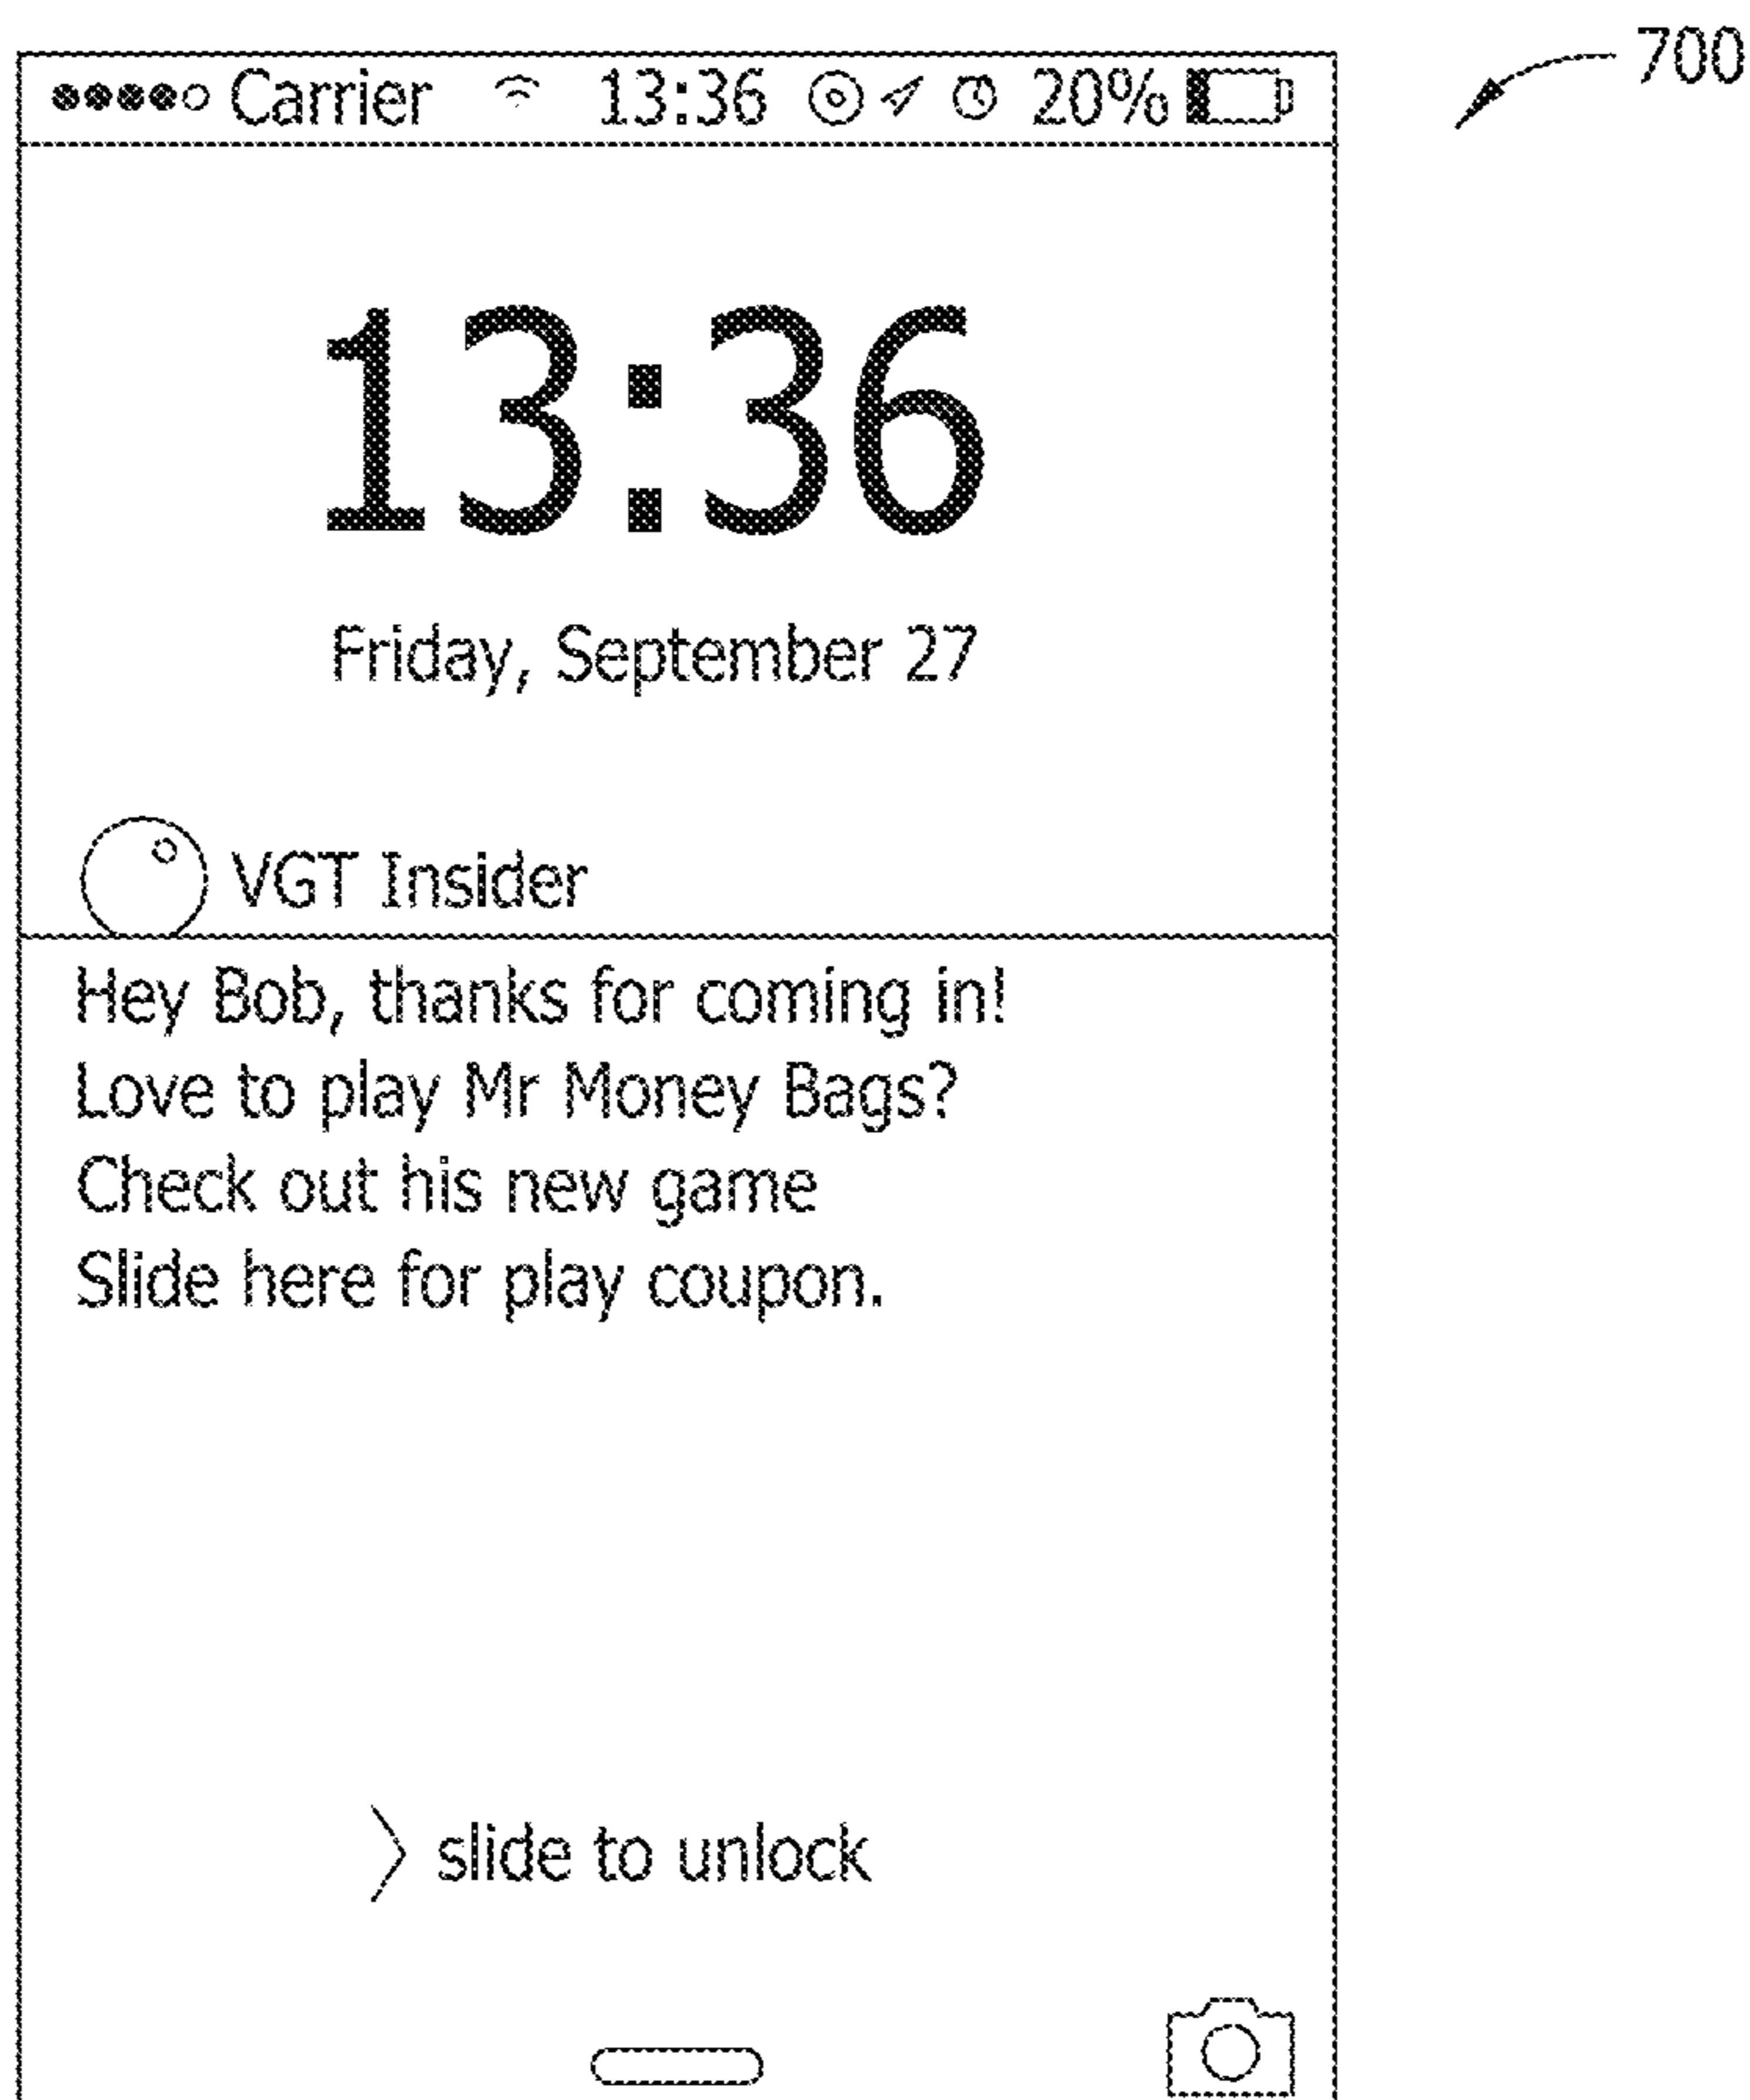 700
Carrier 13:36 20%
13:36
Friday, September 27
VGT Insider
Hey Bob, thanks for coming in!
Love to play Mr Money Bags?
Check out his new game
Slide here for play coupon.
slide to unlock